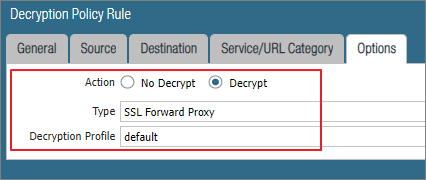 Decryption Policy Rule
General Source Destination Service/URL Category Options
Action No Decrypt Decrypt
Type SSL Forward Proxy
Decryption Profile default